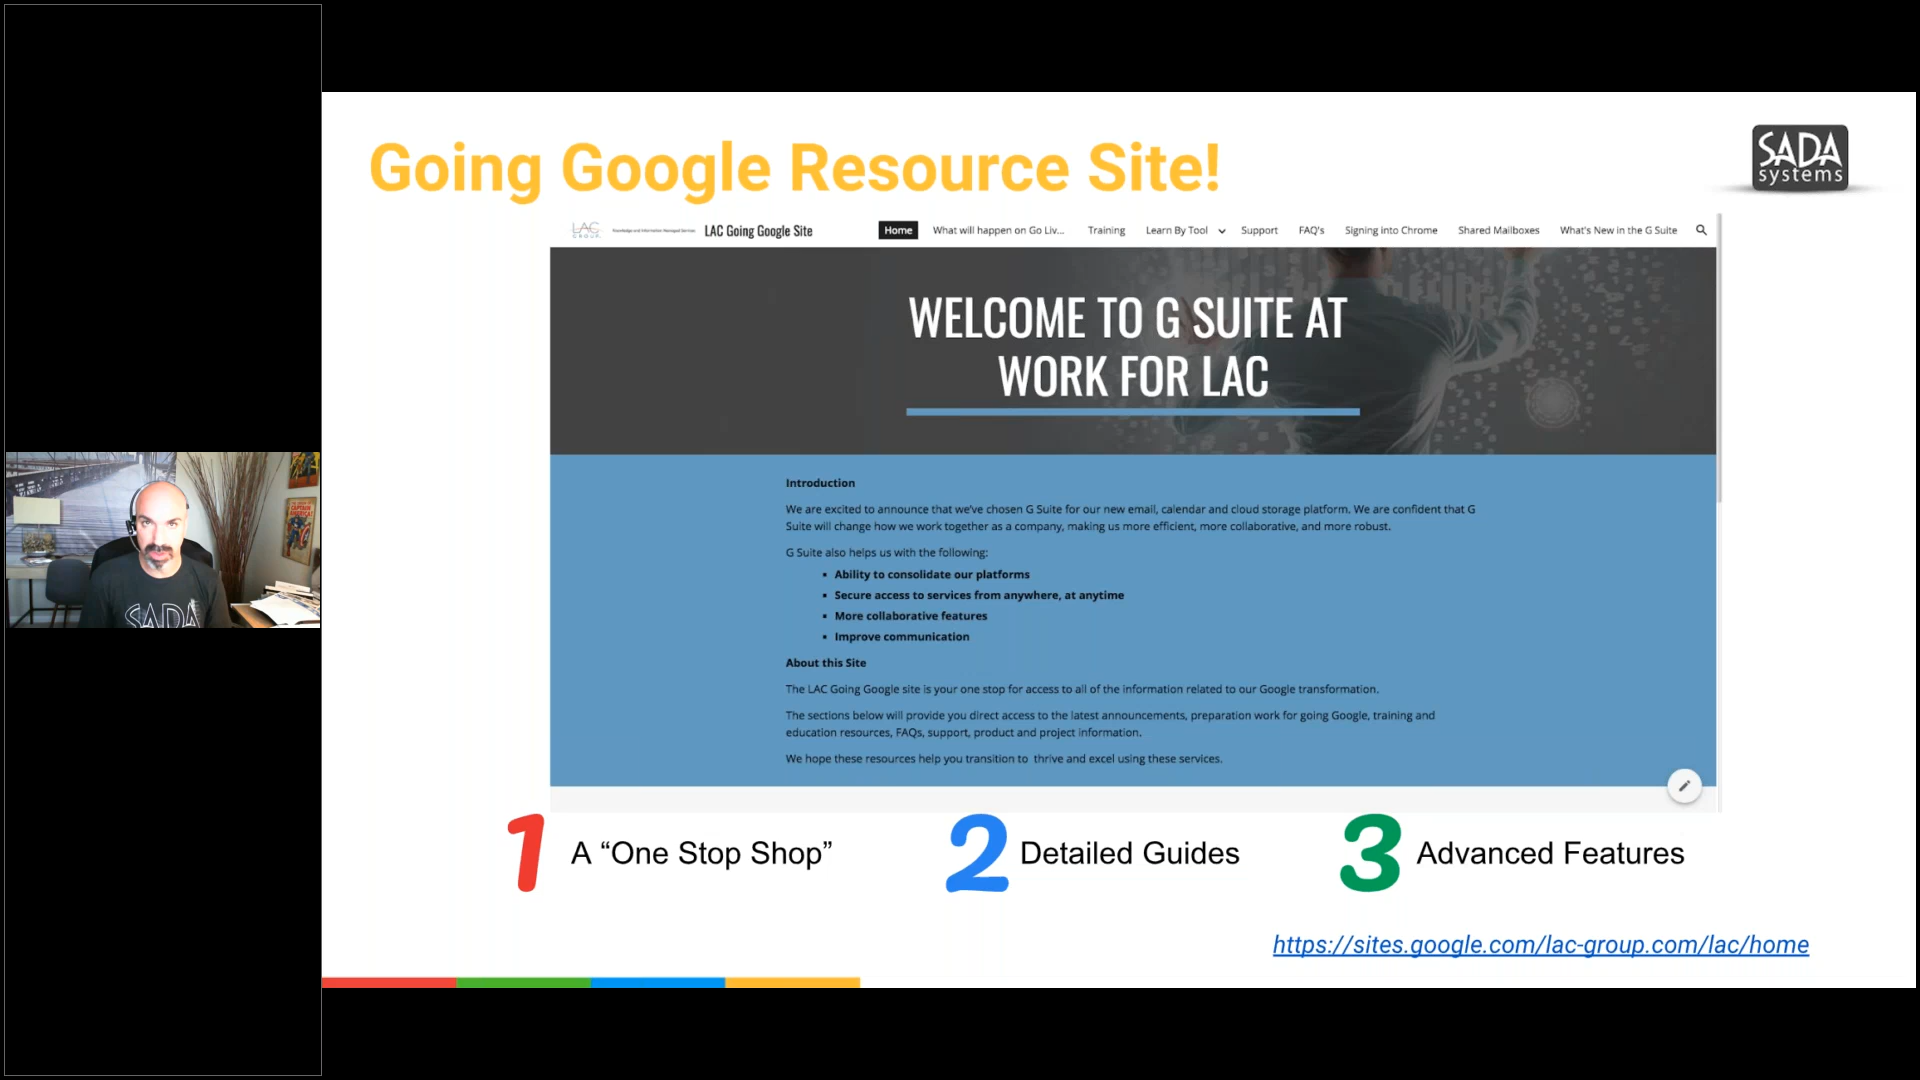 Going Google Resource Site!
SADA
systems
LAC
GROUP
Knowledge and Information Managed Services
LAC Going Google Site
Home
What will happen on Go Liv...
Training
Learn By Tool
Support
FAQ's
Signing into Chrome
Shared Mailboxes
What's New in the G Suite
WELCOME TO G SUITE AT
WORK FOR LAC
Introduction
We are excited to announce that we've chosen G Suite for our new email, calendar and cloud storage platform. We are confident that G
Suite will change how we work together as a company, making us more efficient, more collaborative, and more robust.
G Suite also helps us with the following:
▪ Ability to consolidate our platforms
▪ Secure access to services from anywhere, at anytime
▪ More collaborative features
▪ Improve communication
About this Site
The LAC Going Google site is your one stop for access to all of the information related to our Google transformation.
The sections below will provide you direct access to the latest announcements, preparation work for going Google, training and
education resources, FAQs, support, product and project information.
We hope these resources help you transition to thrive and excel using these services.
1 A “One Stop Shop”
2 Detailed Guides
3 Advanced Features
https://sites.google.com/lac-group.com/lac/home
CAPTAIN
AMERICA
SADA